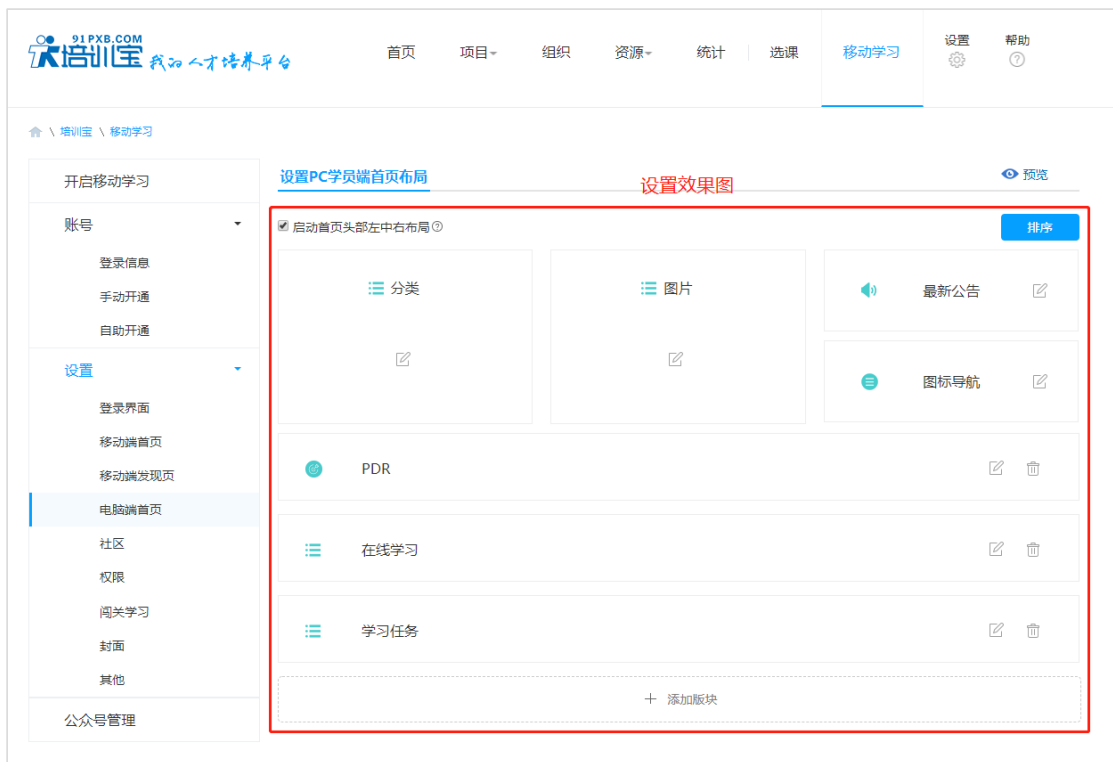 91PXB.COM
培训宝 我的人才培养平台
首页 项目 组织 资源 统计 选课 移动学习 设置 帮助
\ 培训宝 \ 移动学习
开启移动学习
账号
登录信息
手动开通
自助开通
设置
登录界面
移动端首页
移动端发现页
电脑端首页
社区
权限
闯关学习
封面
其他
公众号管理
设置PC学员端首页布局
设置效果图
预览
启动首页头部左中右布局
排序
分类
图片
最新公告
图标导航
PDR
在线学习
学习任务
+ 添加版块